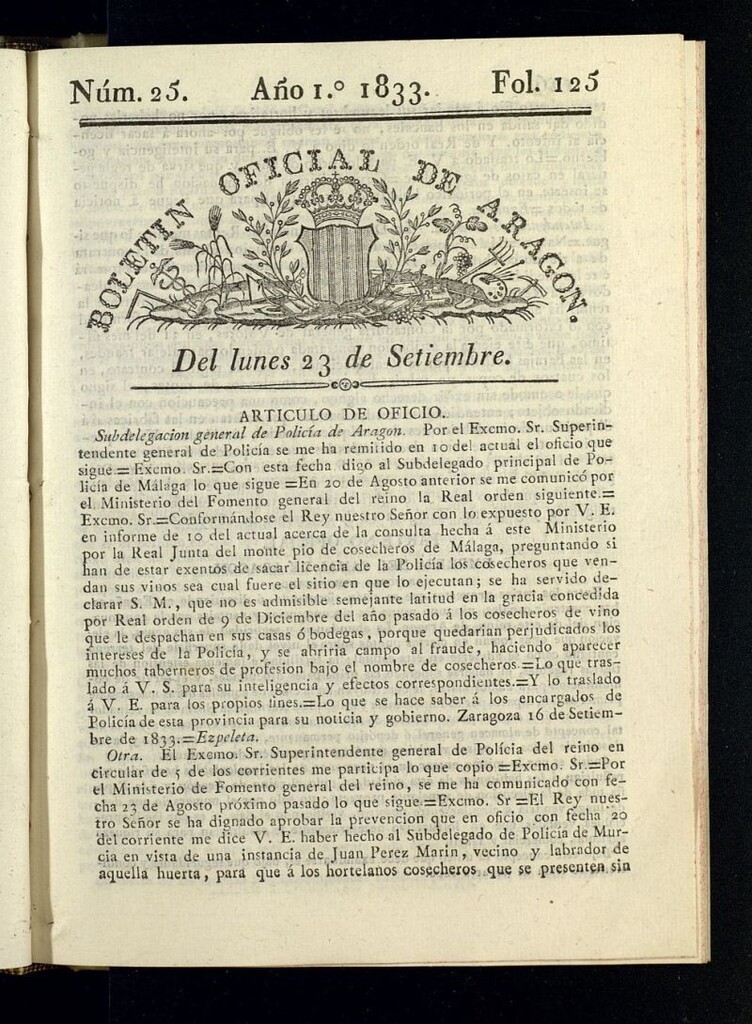 Núm. 25. Año 1.º 1833. Fol. 125
BOLETIN OFICIAL DE ARAGON.
Del lunes 23 de Setiembre.
ARTICULO DE OFICIO.
Subdelegacion general de Policía de Aragon. Por el Excmo. Sr. Superin-
tendente general de Policía se me ha remitido en 10 del actual el oficio que
sigue.= Excmo. Sr.=Con esta fecha digo al Subdelegado principal de Po-
licía de Málaga lo que sigue =En 20 de Agosto anterior se me comunicó por
el Ministerio del Fomento general del reino la Real orden siguiente.=
Excmo. Sr.=Conformándose el Rey nuestro Señor con lo expuesto por V. E.
en informe de 10 del actual acerca de la consulta hecha á este Ministerio
por la Real Junta del monte pio de cosecheros de Málaga, preguntando si
han de estar exentos de sacar licencia de la Policía los cosecheros que ven-
dan sus vinos sea cual fuere el sitio en que lo ejecutan; se ha servido de-
clarar S. M., que no es admisible semejante latitud en la gracia concedida
por Real orden de 9 de Diciembre del año pasado á los cosecheros de vino
que le despachan en sus casas ó bodegas, porque quedarian perjudicados los
intereses de la Policía, y se abriria campo al fraude, haciendo aparecer
muchos taberneros de profesion bajo el nombre de cosecheros.=Lo que tras-
lado á V. S. para su inteligencia y efectos correspondientes.=Y lo traslado
á V. E. para los propios fines.=Lo que se hace saber á los encargados de
Policía de esta provincia para su noticia y gobierno. Zaragoza 16 de Setiem-
bre de 1833.=Ezpeleta.
Otra. El Excmo. Sr. Superintendente general de Polícia del reino en
circular de 5 de los corrientes me participa lo que copio =Excmo. Sr.=Por
el Ministerio de Fomento general del reino, se me ha comunicado con fe-
cha 23 de Agosto próximo pasado lo que sigue.=Excmo. Sr =El Rey nues-
tro Señor se ha dignado aprobar la prevencion que en oficio con fecha 20
del corriente me dice V. E. haber hecho al Subdelegado de Policía de Mur-
cia en vista de una instancia de Juan Perez Marin, vecino y labrador de
aquella huerta, para que á los hortelanos cosecheros que se presenten sin